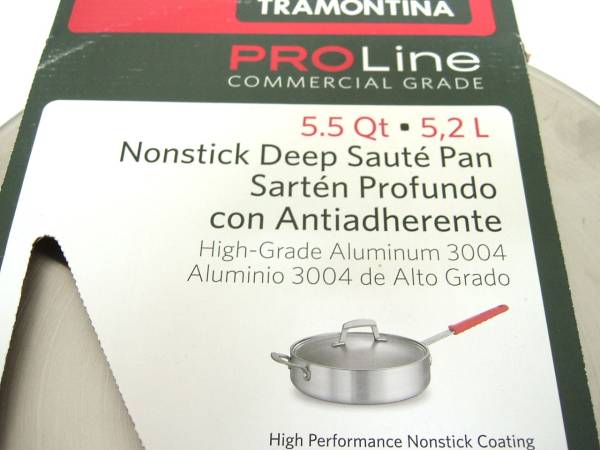 TRAMONTINA
PROLine
COMMERCIAL GRADE
5.5 Qt ▪ 5,2 L
Nonstick Deep Sauté Pan
Sartén Profundo
con Antiadherente
High-Grade Aluminum 3004
Aluminio 3004 de Alto Grado
High Performance Nonstick Coating